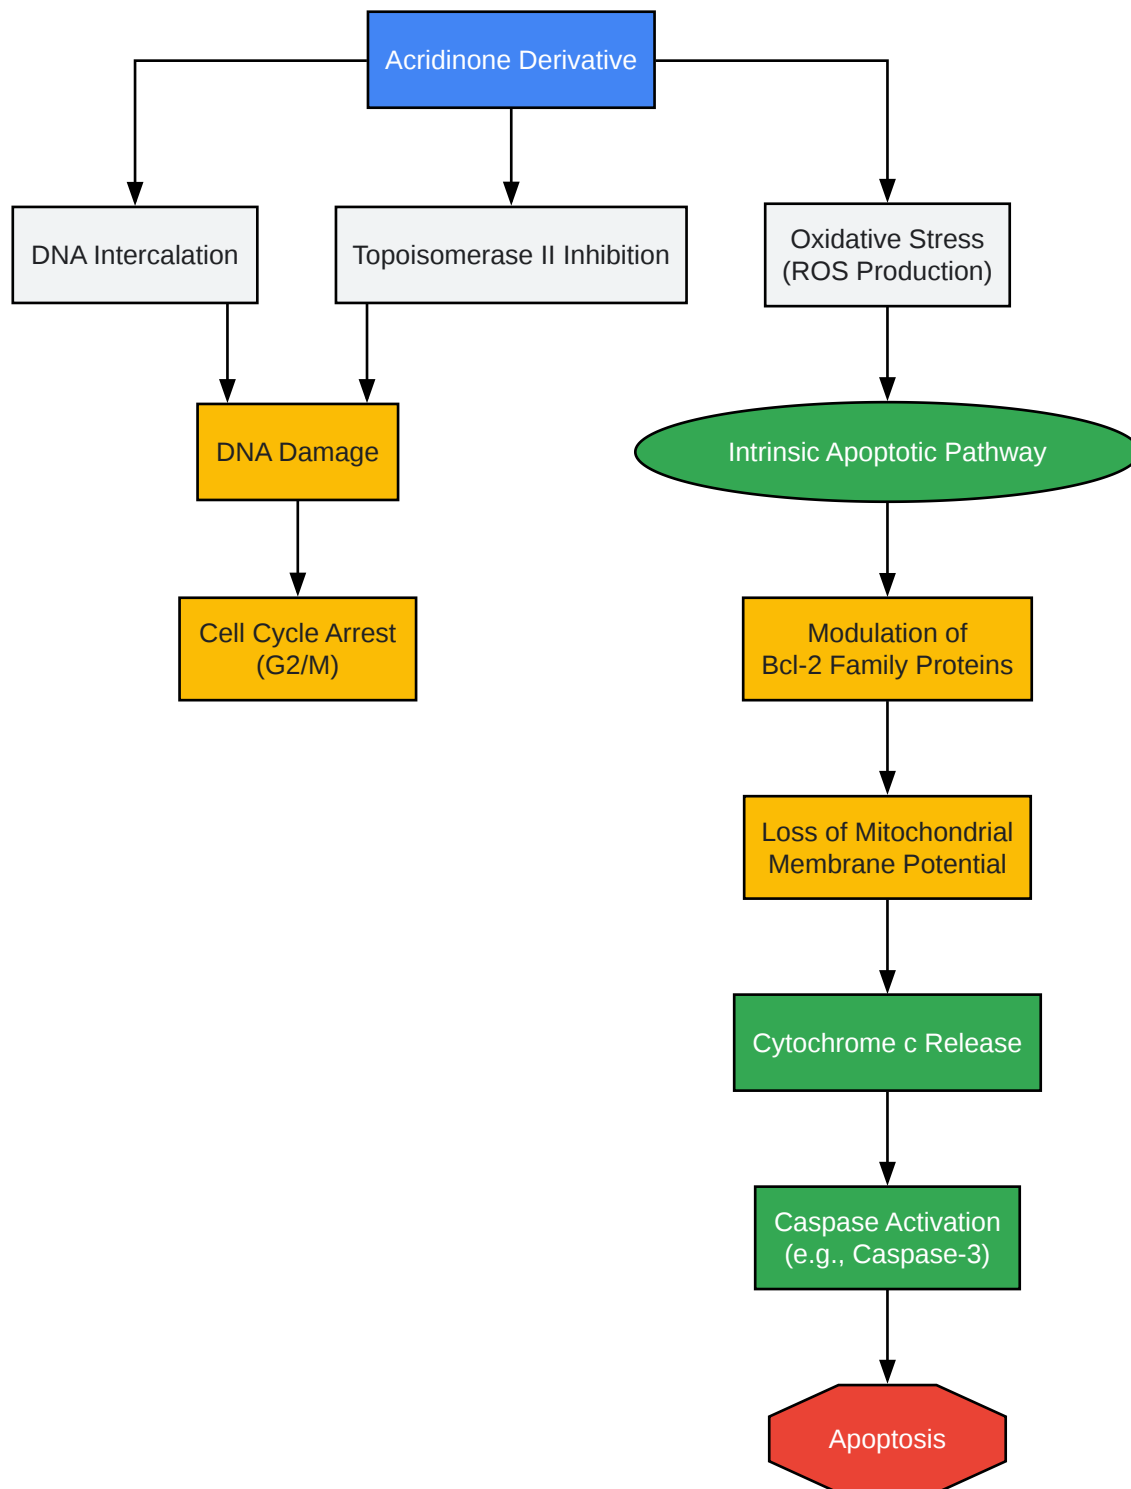 Acridinone Derivative
DNA Intercalation
Topoisomerase II Inhibition
Oxidative Stress
(ROS Production)
DNA Damage
Intrinsic Apoptotic Pathway
Cell Cycle Arrest
(G2/M)
Modulation of
Bcl-2 Family Proteins
Loss of Mitochondrial
Membrane Potential
Cytochrome c Release
Caspase Activation
(e.g., Caspase-3)
Apoptosis